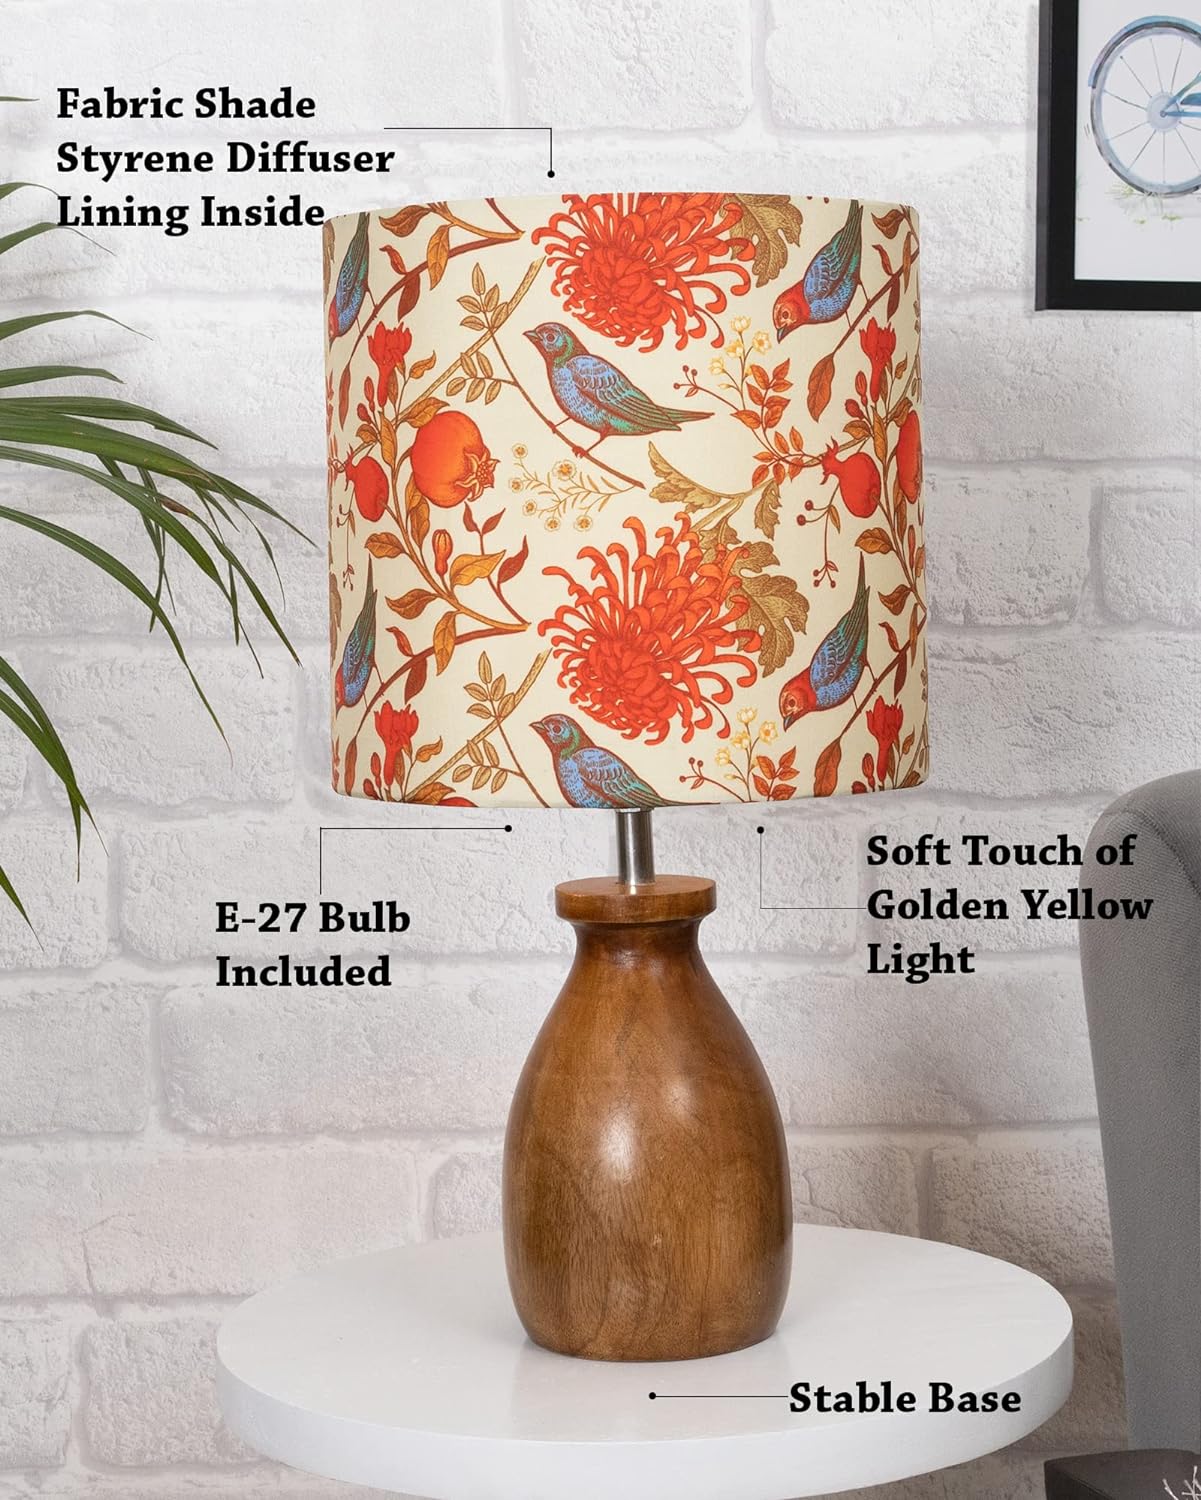 Fabric Shade
Styrene Diffuser
Lining Inside
E-27 Bulb
Included
Soft Touch of
Golden Yellow
Light
Stable Base